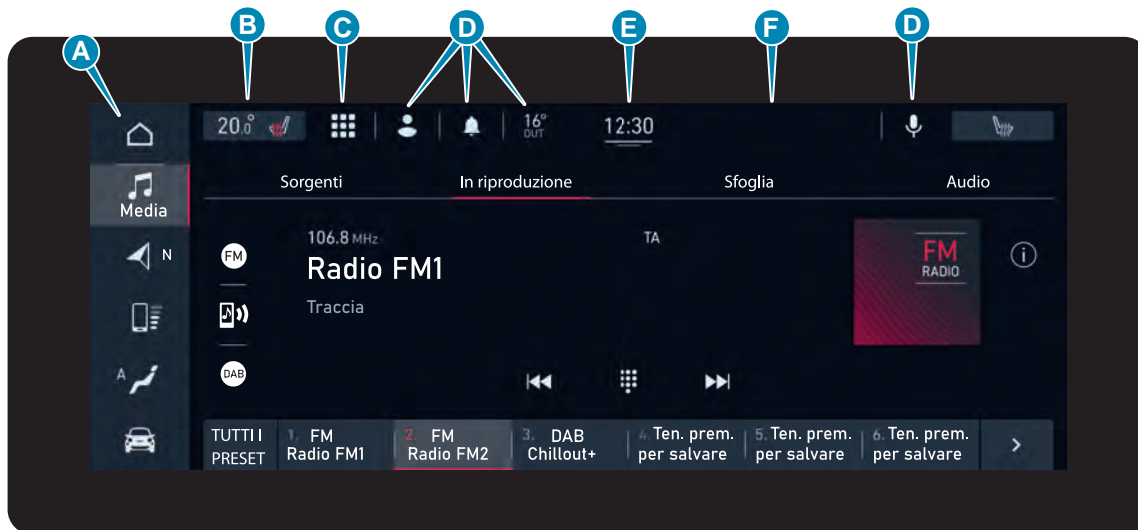 A
B
C
D
E
F
D
20.0°
16°
OUT
12:30
Sorgenti
In riproduzione
Sfoglia
Audio
Media
N
A
FM
DAB
106.8 MHz
TA
Radio FM1
Traccia
FM
RADIO
i
TUTTI I
PRESET
1. FM
Radio FM1
2. FM
Radio FM2
3. DAB
Chillout+
4. Ten. prem.
per salvare
5. Ten. prem.
per salvare
6. Ten. prem.
per salvare